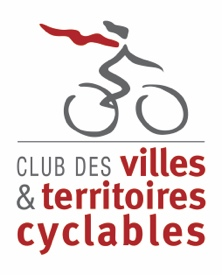 CLUB DES villes
& territoires
cyclables